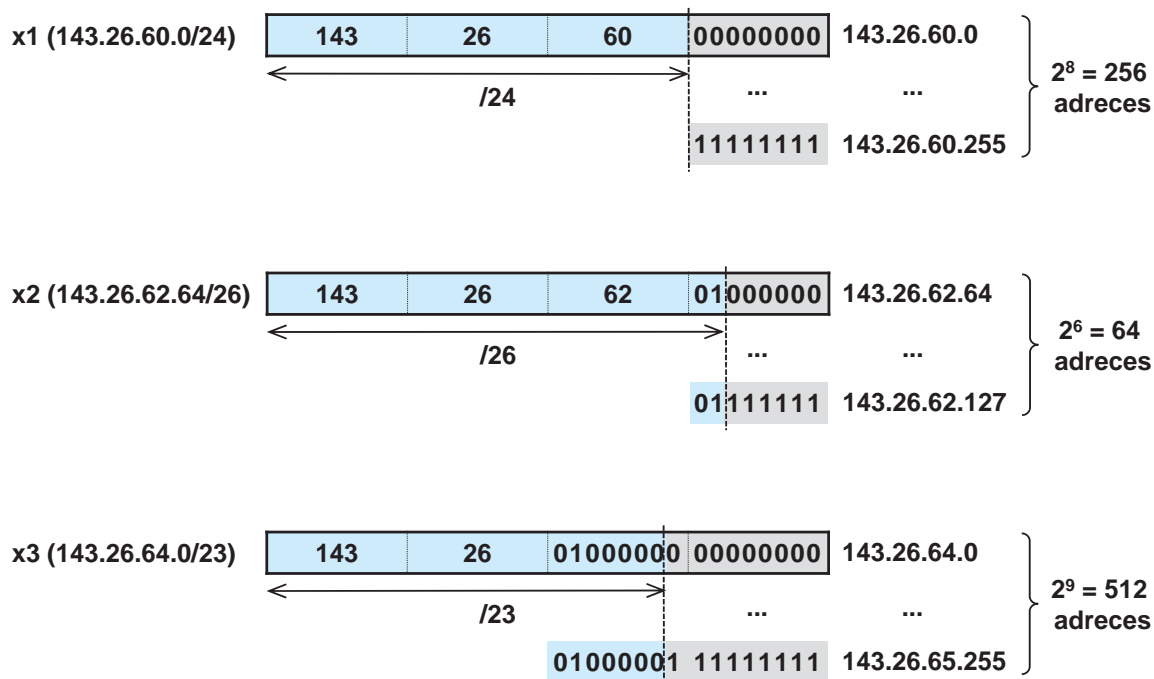 x1 (143.26.60.0/24) 143 26 60 00000000 143.26.60.0
/24 ... ...
11111111 143.26.60.255
2⁸ = 256
adreces
x2 (143.26.62.64/26) 143 26 62 01000000 143.26.62.64
/26 ... ...
01111111 143.26.62.127
2⁶ = 64
adreces
x3 (143.26.64.0/23) 143 26 01000000 00000000 143.26.64.0
/23 ... ...
01000001 11111111 143.26.65.255
2⁹ = 512
adreces